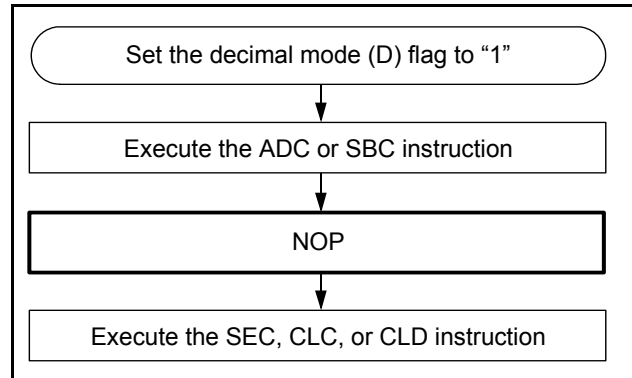 Set the decimal mode (D) flag to “1”
Execute the ADC or SBC instruction
NOP
Execute the SEC, CLC, or CLD instruction